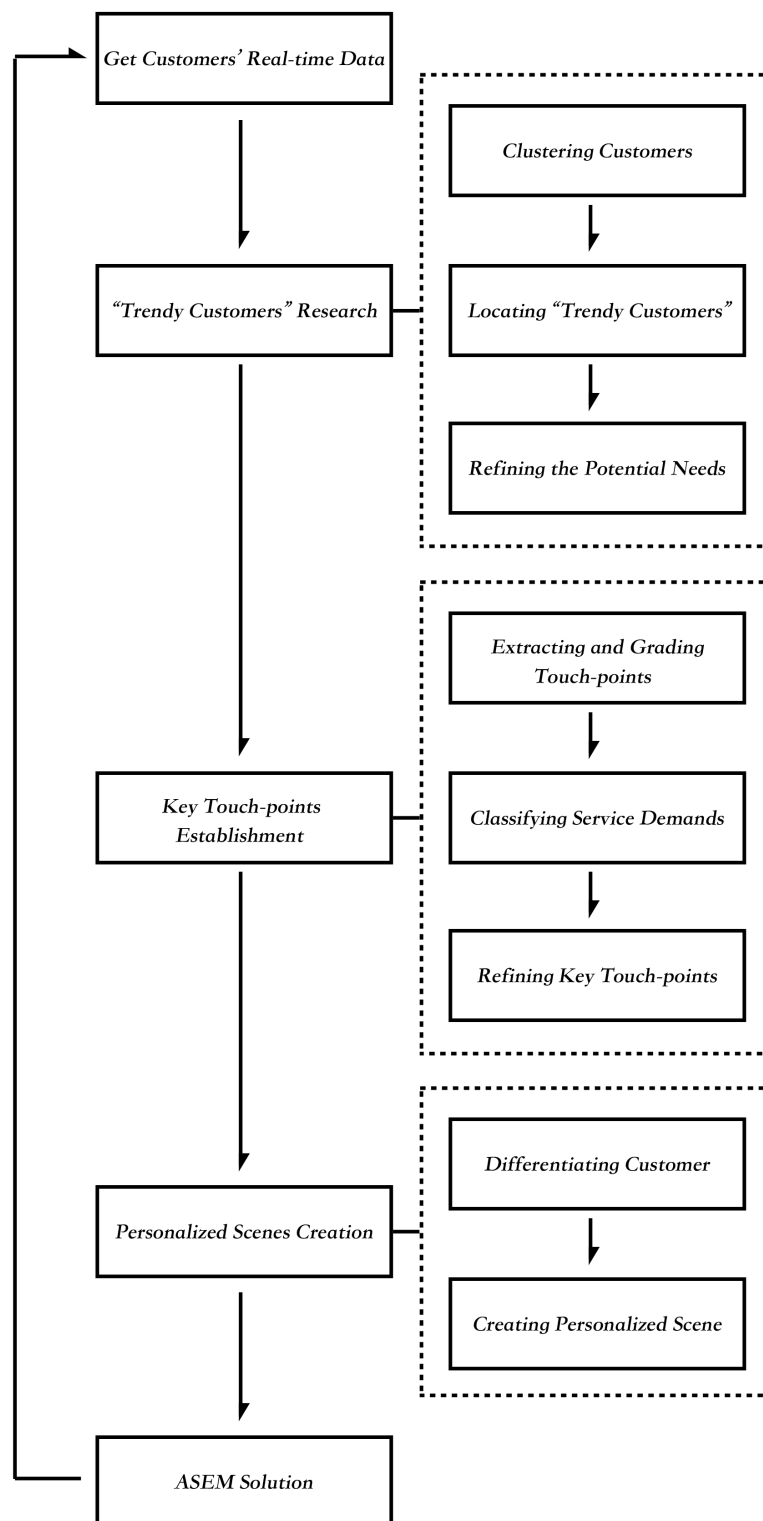 Get Customers’ Real-time Data
Clustering Customers
“Trendy Customers” Research
Locating “Trendy Customers”
Refining the Potential Needs
Extracting and Grading
Touch-points
Key Touch-points
Establishment
Classifying Service Demands
Refining Key Touch-points
Differentiating Customer
Personalized Scenes Creation
Creating Personalized Scene
ASEM Solution